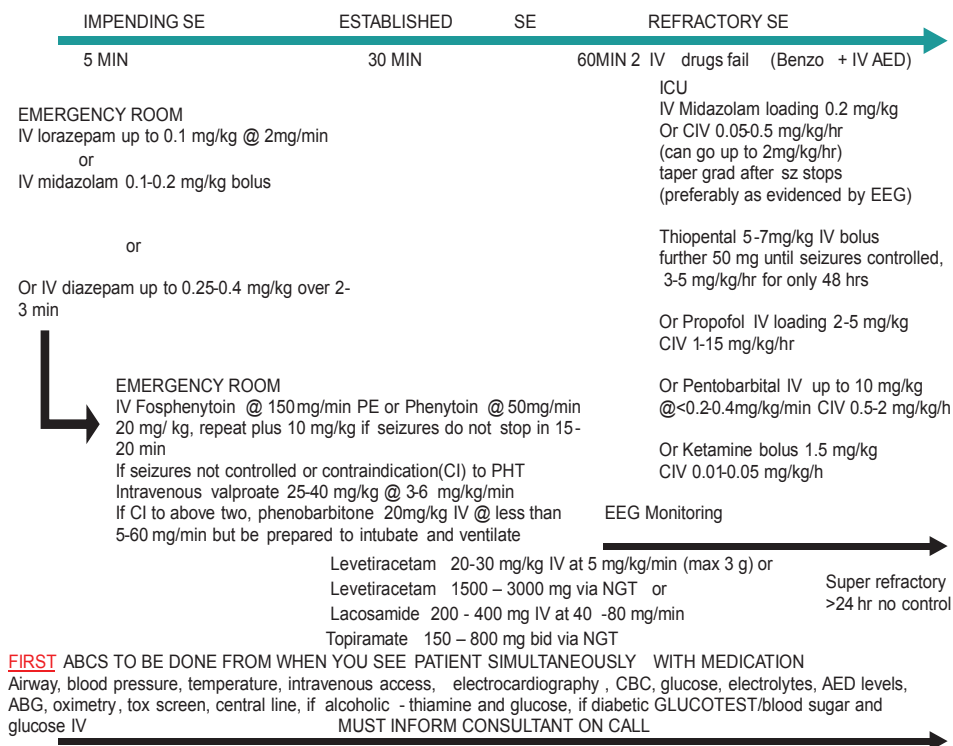 IMPENDING SE ESTABLISHED SE REFRACTORY SE
5 MIN 30 MIN 60MIN 2 IV drugs fail (Benzo + IV AED)
EMERGENCY ROOM
IV lorazepam up to 0.1 mg/kg @ 2mg/min
or
IV midazolam 0.1-0.2 mg/kg bolus
or
Or IV diazepam up to 0.25-0.4 mg/kg over 2-
3 min
ICU
IV Midazolam loading 0.2 mg/kg
Or CIV 0.05-0.5 mg/kg/hr
(can go up to 2mg/kg/hr)
taper grad after sz stops
(preferably as evidenced by EEG)
Thiopental 5-7mg/kg IV bolus
further 50 mg until seizures controlled,
3-5 mg/kg/hr for only 48 hrs
Or Propofol IV loading 2-5 mg/kg
CIV 1-15 mg/kg/hr
Or Pentobarbital IV up to 10 mg/kg
@<0.2-0.4mg/kg/min CIV 0.5-2 mg/kg/h
Or Ketamine bolus 1.5 mg/kg
CIV 0.01-0.05 mg/kg/h
EMERGENCY ROOM
IV Fosphenytoin @ 150mg/min PE or Phenytoin @ 50mg/min
20 mg/ kg, repeat plus 10 mg/kg if seizures do not stop in 15-
20 min
If seizures not controlled or contraindication(CI) to PHT
Intravenous valproate 25-40 mg/kg @ 3-6 mg/kg/min
If CI to above two, phenobarbitone 20mg/kg IV @ less than
5-60 mg/min but be prepared to intubate and ventilate
EEG Monitoring
Levetiracetam 20-30 mg/kg IV at 5 mg/kg/min (max 3 g) or
Levetiracetam 1500 – 3000 mg via NGT or
Lacosamide 200 - 400 mg IV at 40 -80 mg/min
Topiramate 150 – 800 mg bid via NGT
Super refractory
>24 hr no control
FIRST ABCS TO BE DONE FROM WHEN YOU SEE PATIENT SIMULTANEOUSLY WITH MEDICATION
Airway, blood pressure, temperature, intravenous access, electrocardiography , CBC, glucose, electrolytes, AED levels,
ABG, oximetry, tox screen, central line, if alcoholic - thiamine and glucose, if diabetic GLUCOTEST/blood sugar and
glucose IV MUST INFORM CONSULTANT ON CALL